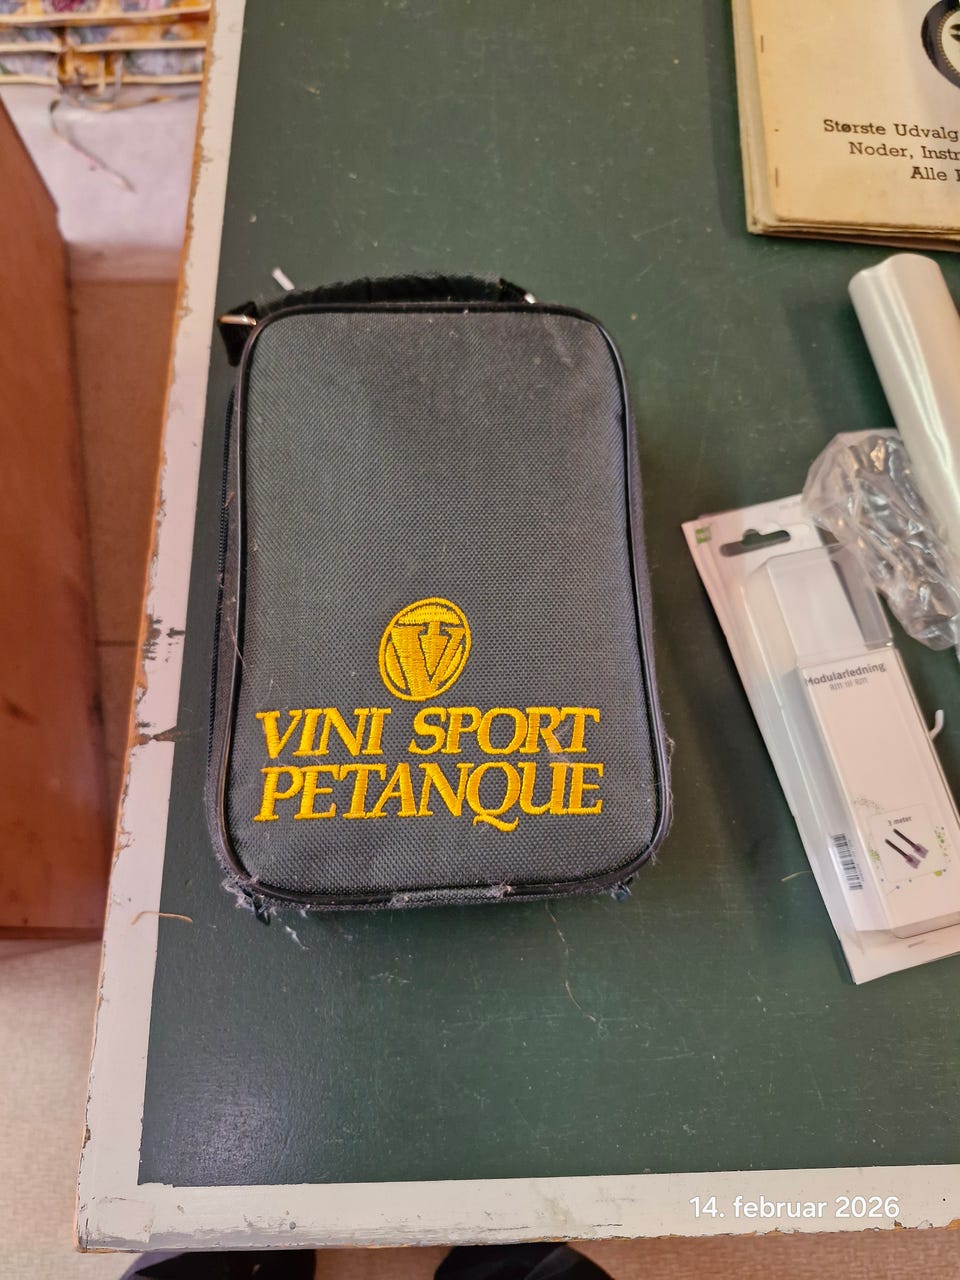 Største Udvalg
Noder, Instr
Alle
VINI SPORT
PETANQUE
Modularledning
3 meter
14. februar 2026